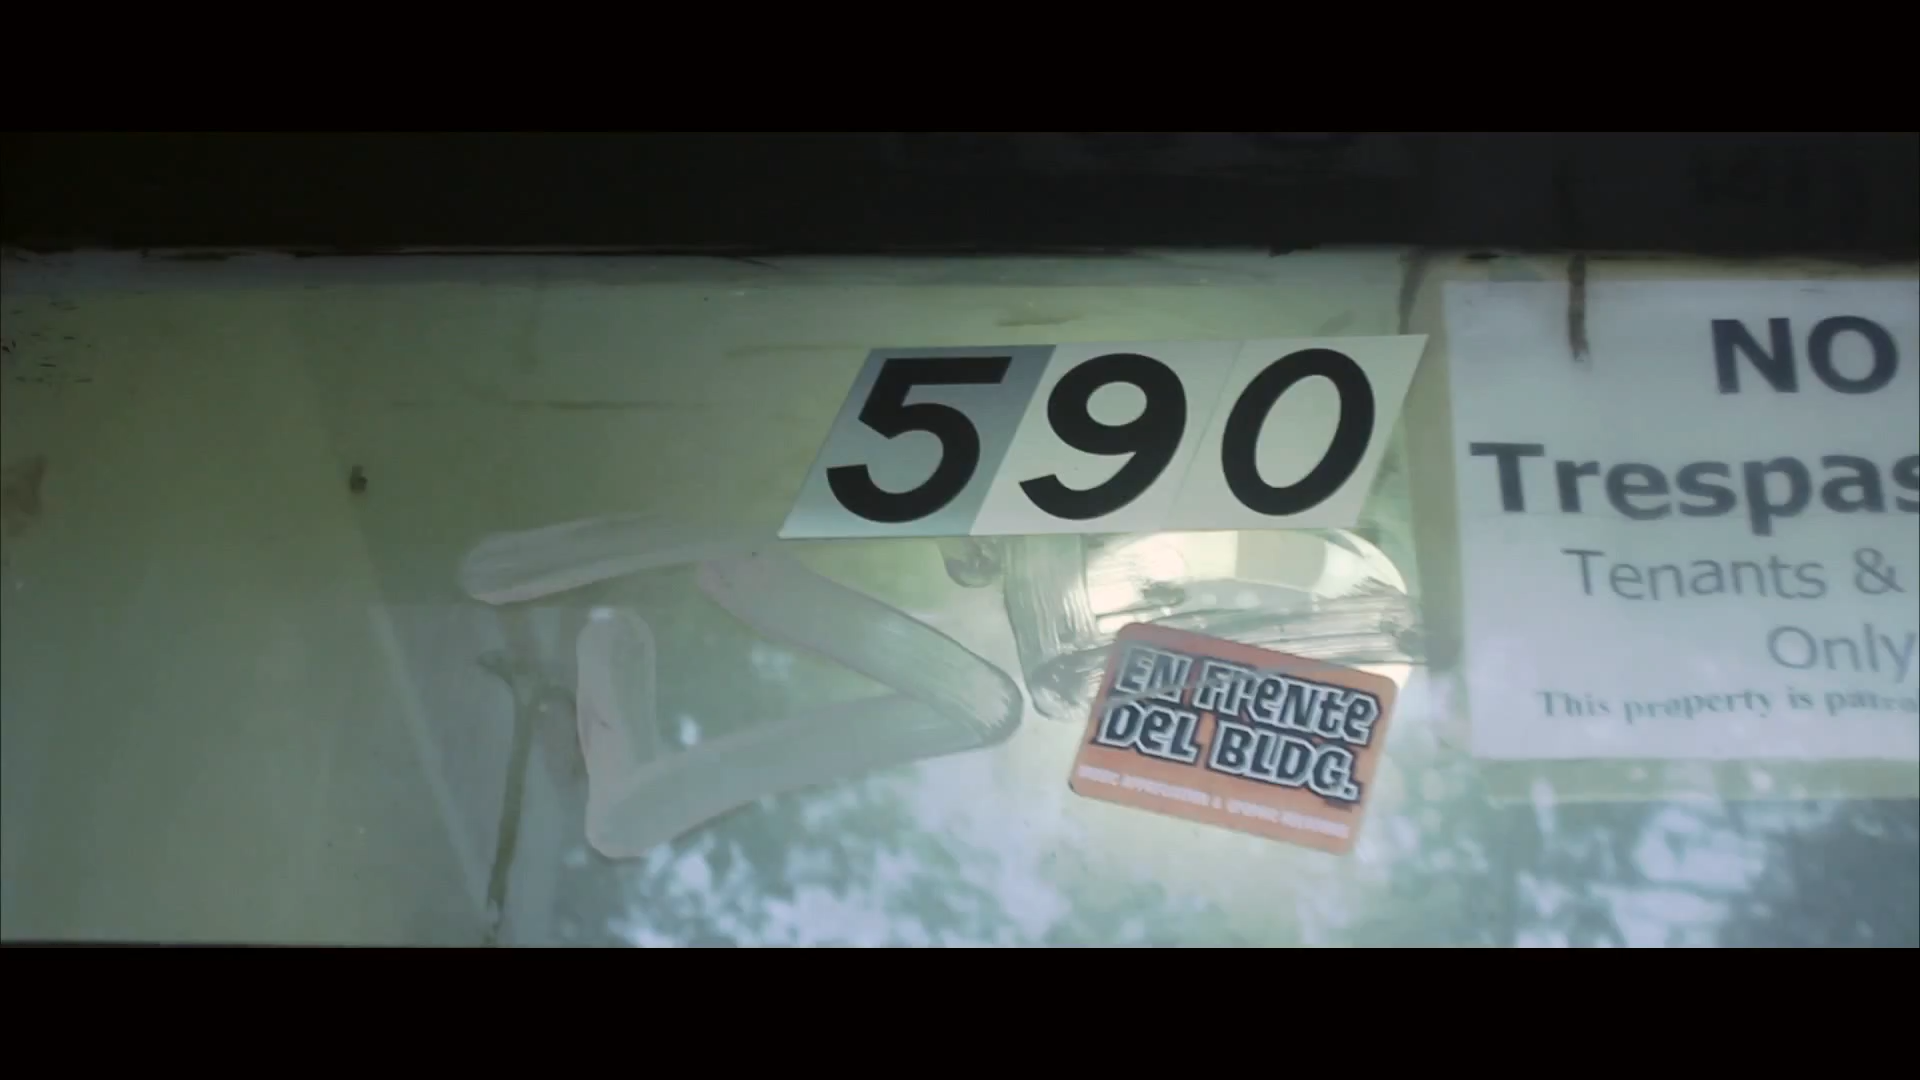 590
NO
Trespas
Tenants &
Only
This property is patro
EN FRENTE
DEL BLDG.